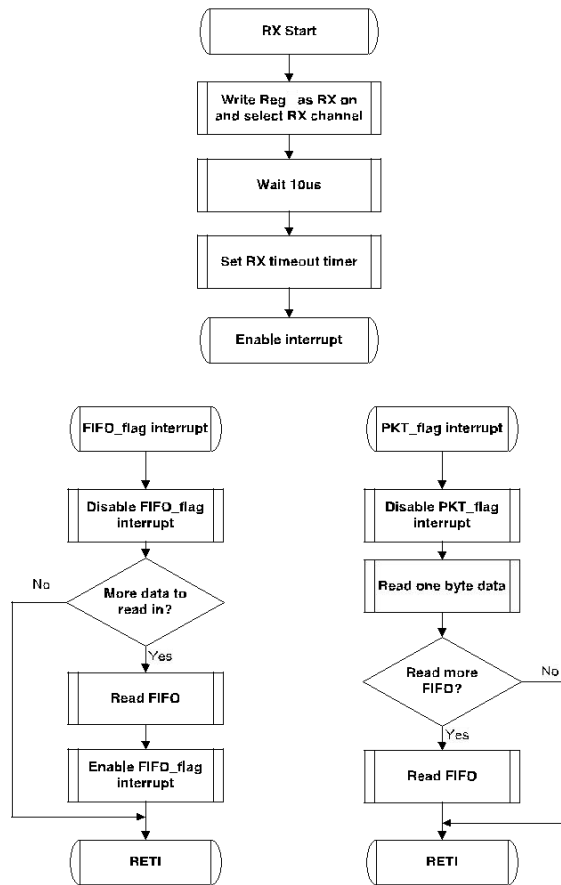 RX Start
Write Reg as RX on
and select RX channel
Wait 10us
Set RX timeout timer
Enable interrupt
FIFO_flag interrupt
Disable FIFO_flag
interrupt
No
More data to
read in?
Yes
Read FIFO
Enable FIFO_flag
interrupt
RETI
PKT_flag interrupt
Disable PKT_flag
interrupt
Read one byte data
Read more
FIFO?
No
Yes
Read FIFO
RETI